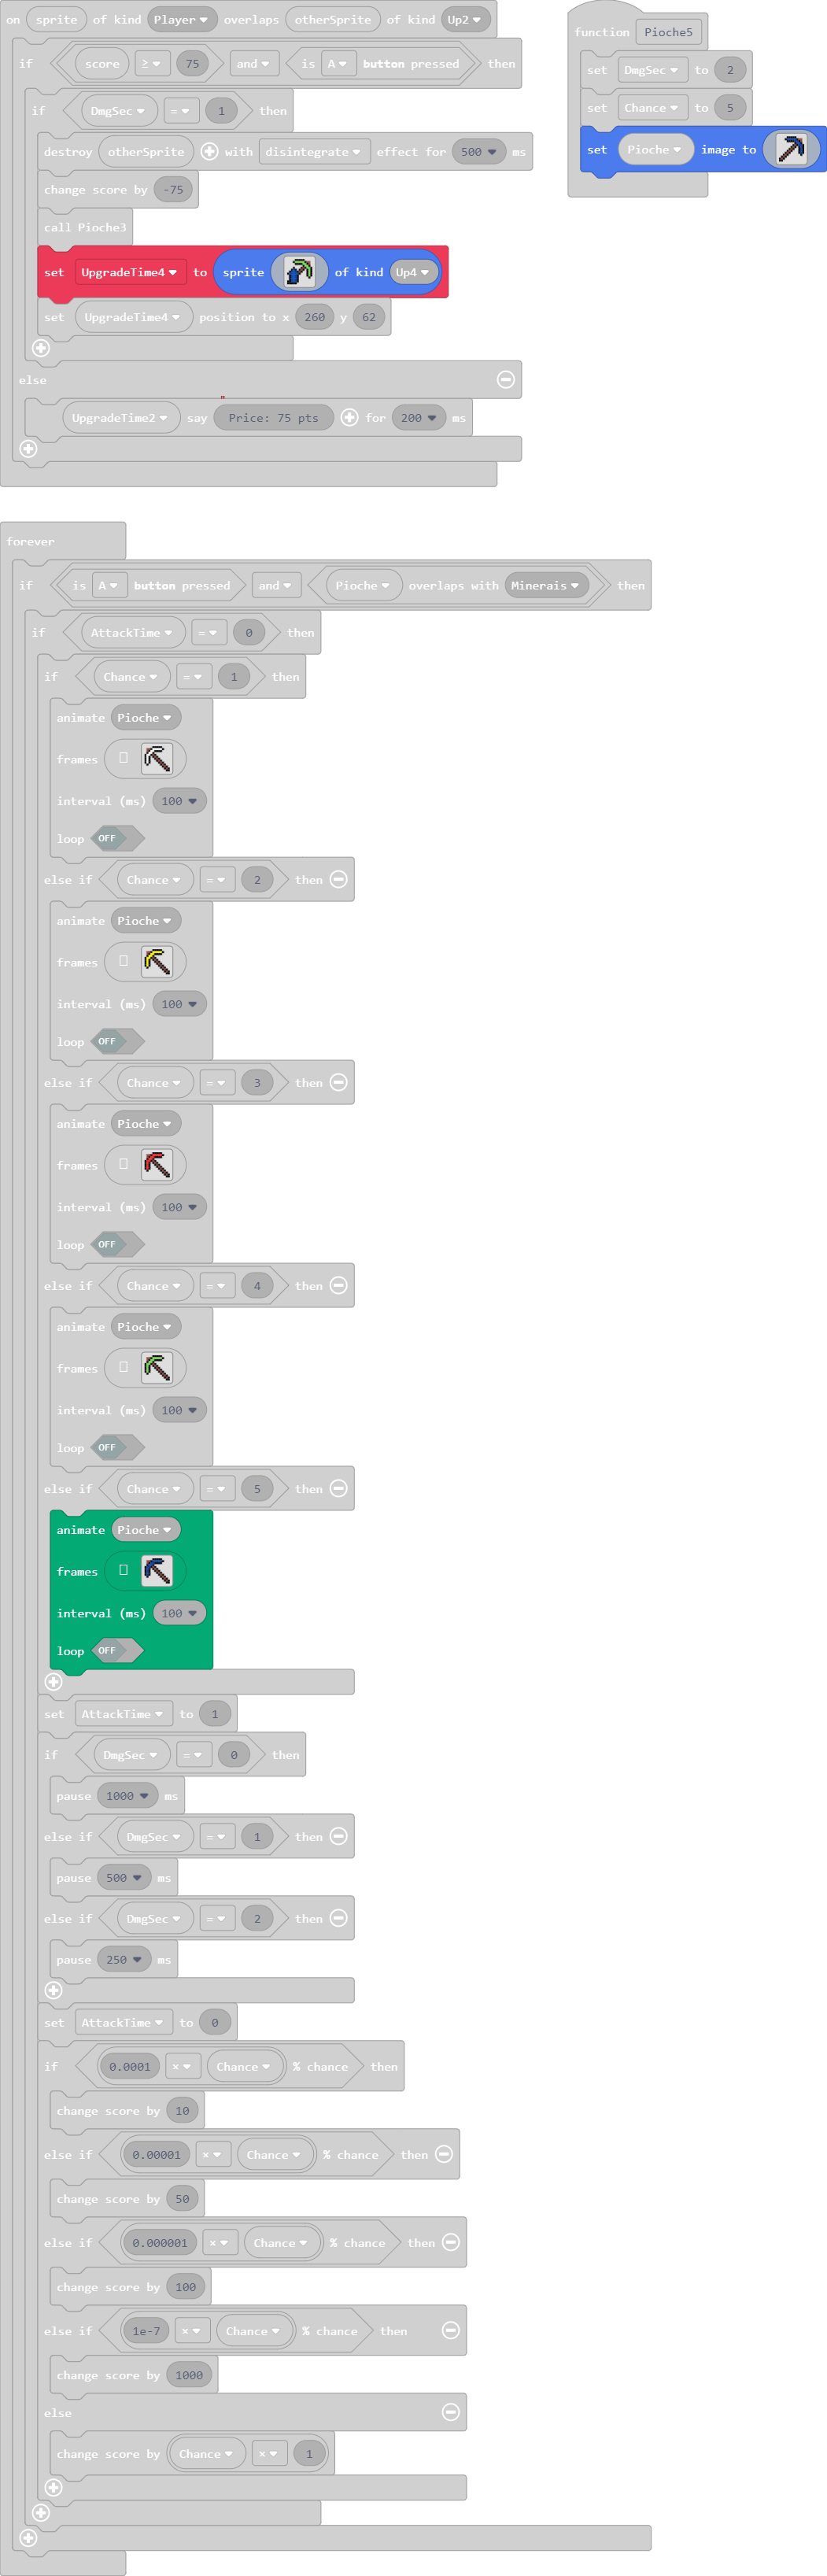 on sprite of kind Player overlaps otherSprite of kind Up2
if score ≥ 75 and is A button pressed then
if DmgSec = 1 then
destroy otherSprite with disintegrate effect for 500 ms
change score by -75
call Pioche3
set UpgradeTime4 to sprite of kind Up4
set UpgradeTime4 position to x 260 y 62
else
UpgradeTime2 say "Price: 75 pts for 200 ms
function Pioche5
set DmgSec to 2
set Chance to 5
set Pioche image to
forever
if is A button pressed and Pioche overlaps with Minerais then
if AttackTime = 0 then
if Chance = 1 then
animate Pioche
frames
interval (ms) 100
loop OFF
else if Chance = 2 then
animate Pioche
frames
interval (ms) 100
loop OFF
else if Chance = 3 then
animate Pioche
frames
interval (ms) 100
loop OFF
else if Chance = 4 then
animate Pioche
frames
interval (ms) 100
loop OFF
else if Chance = 5 then
animate Pioche
frames
interval (ms) 100
loop OFF
set AttackTime to 1
if DmgSec = 0 then
pause 1000 ms
else if DmgSec = 1 then
pause 500 ms
else if DmgSec = 2 then
pause 250 ms
set AttackTime to 0
if 0.0001 × Chance % chance then
change score by 10
else if 0.00001 × Chance % chance then
change score by 50
else if 0.000001 × Chance % chance then
change score by 100
else if 1e-7 × Chance % chance then
change score by 1000
else
change score by Chance × 1